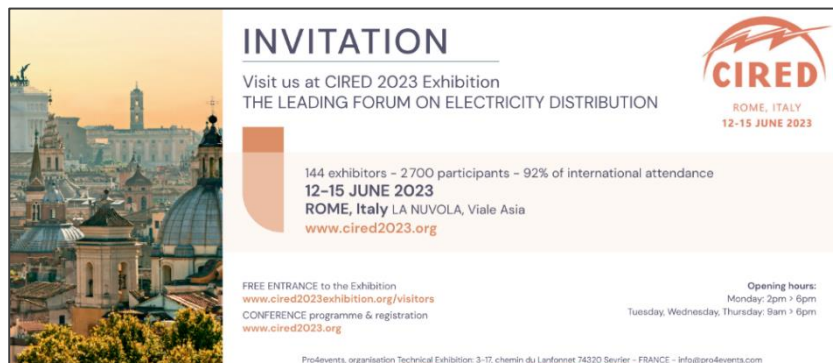 INVITATION
Visit us at CIRED 2023 Exhibition
THE LEADING FORUM ON ELECTRICITY DISTRIBUTION
CIRED
ROME, ITALY
12-15 JUNE 2023
144 exhibitors - 2700 participants - 92% of international attendance
12-15 JUNE 2023
ROME, Italy LA NUVOLA, Viale Asia
www.cired2023.org
FREE ENTRANCE to the Exhibition
www.cired2023exhibition.org/visitors
CONFERENCE programme & registration
www.cired2023.org
Opening hours:
Monday: 2pm > 6pm
Tuesday, Wednesday, Thursday: 9am > 6pm
Pro4events, organisation Technical Exhibition: 3-17, chemin du Lanfonnet 74320 Sevrier - FRANCE - info@pro4events.com